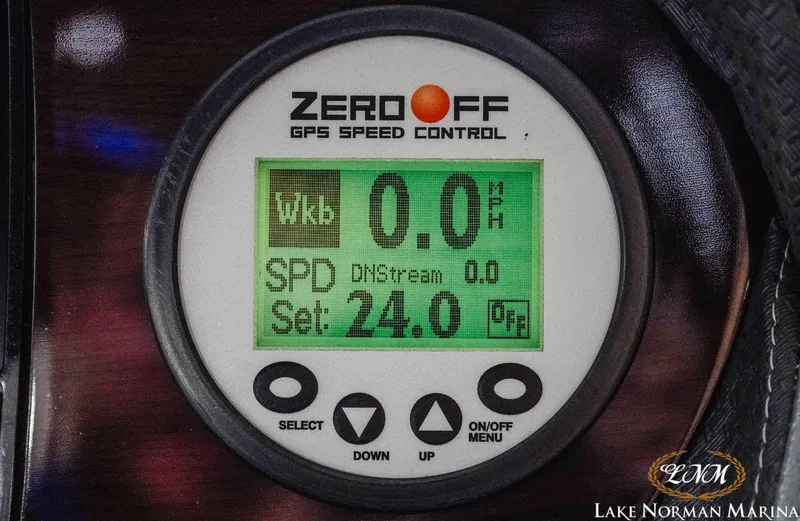 ZERO OFF
GPS SPEED CONTROL
Wkb 0.0 MPH
SPD DNStream 0.0
Set: 24.0 OFF
SELECT
DOWN
UP
ON/OFF
MENU
LNM
LAKE NORMAN MARINA